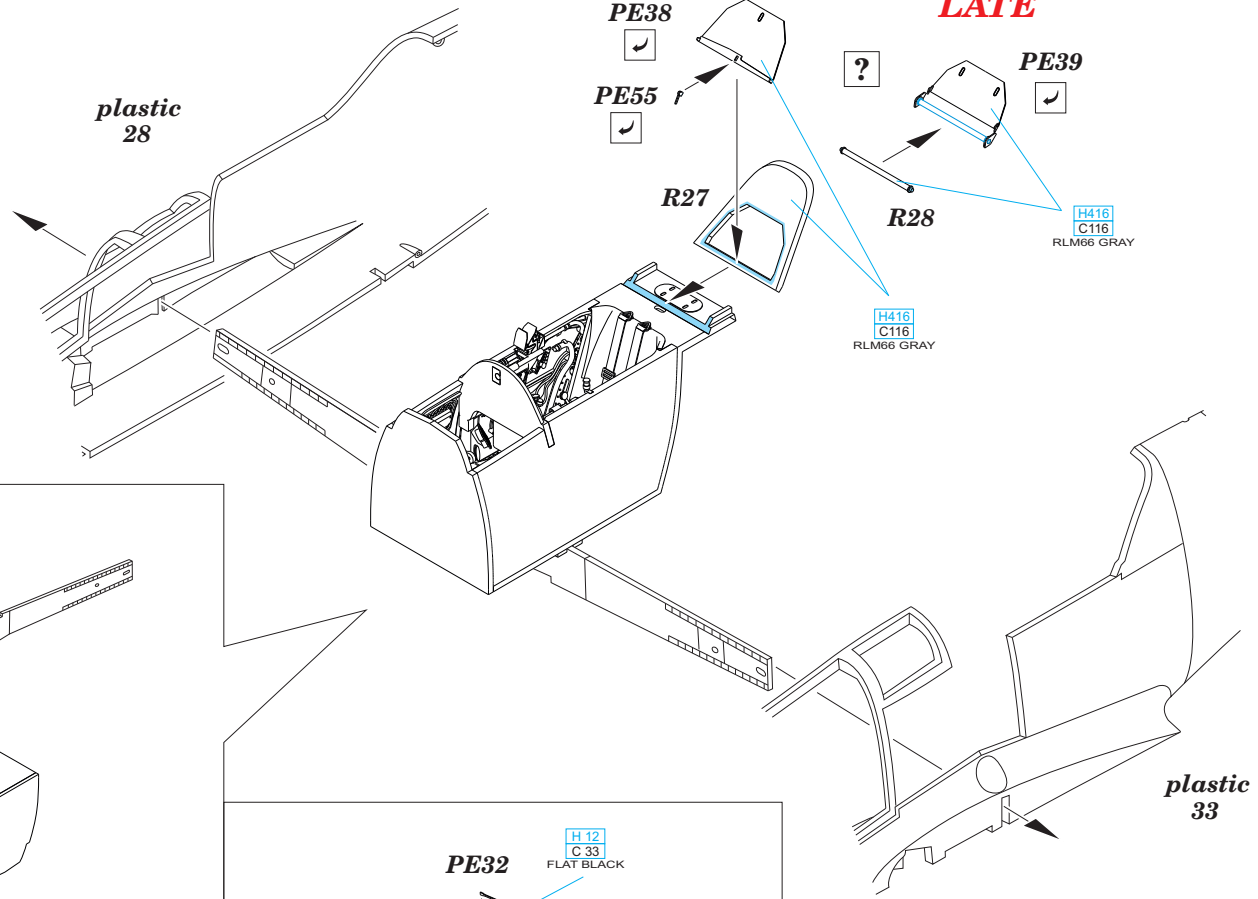 PE38
LATE
?
PE39
PE55
plastic
28
R27
R28
H416
C116
RLM66 GRAY
H416
C116
RLM66 GRAY
plastic
33
H 12
C 33
FLAT BLACK
PE32